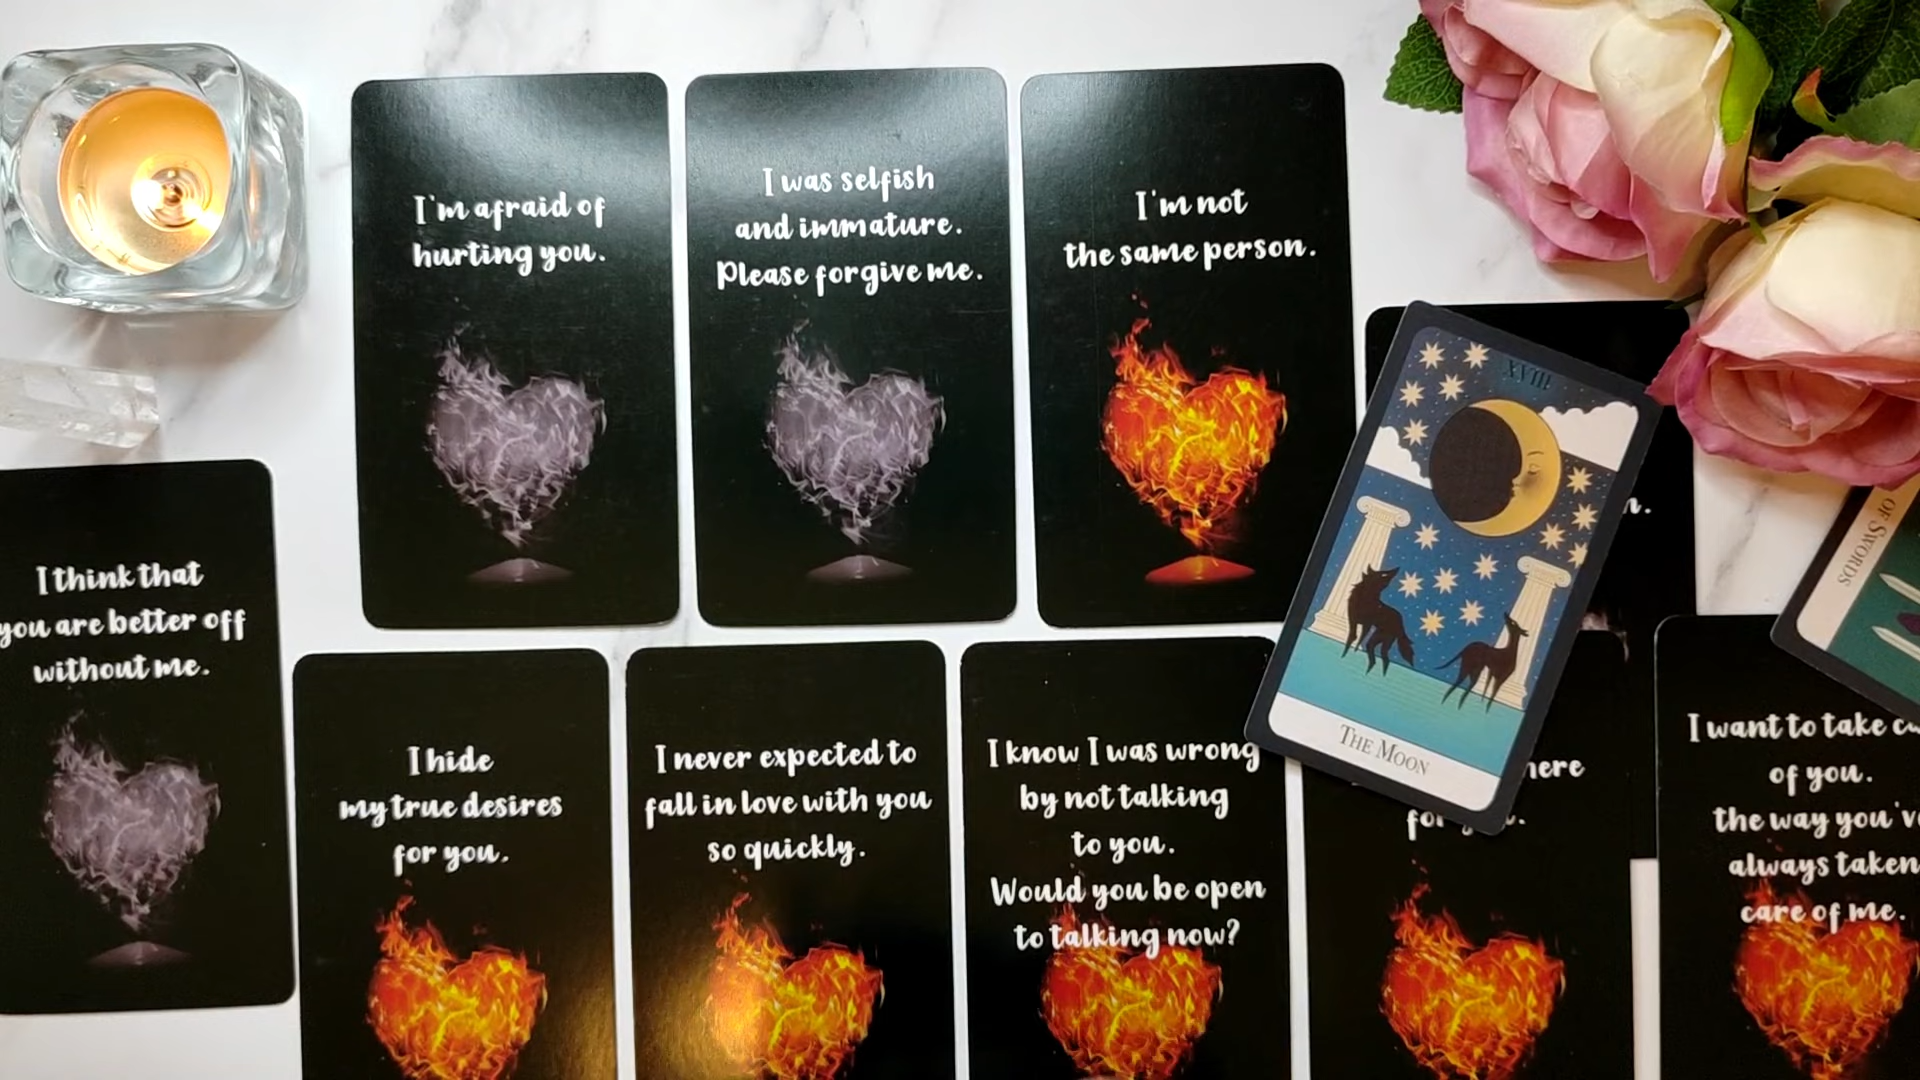 I'm afraid of
hurting you.
I was selfish
and immature.
Please forgive me.
I'm not
the same person.
XVIII
THE MOON
OF SWORDS
I think that
you are better off
without me.
I hide
my true desires
for you.
I never expected to
fall in love with you
so quickly.
I know I was wrong
by not talking
to you.
Would you be open
to talking now?
I want to take
of you.
the way you've
always taken
care of me.